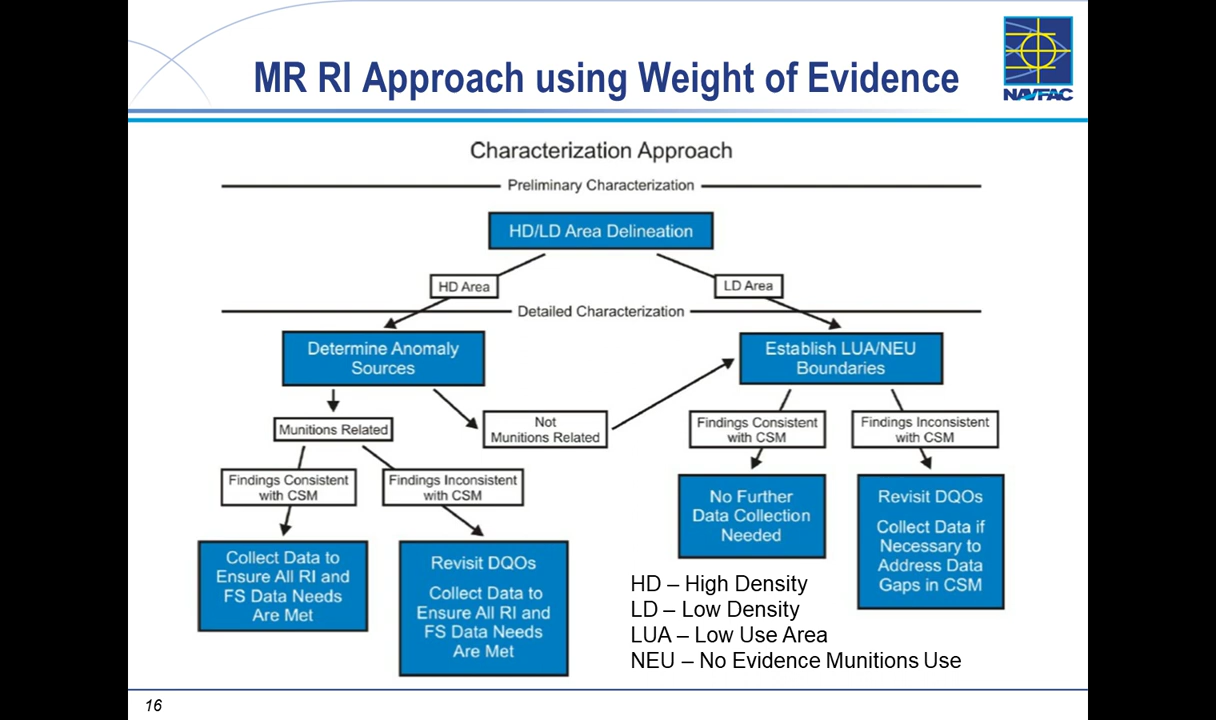 MR RI Approach using Weight of Evidence
NAVFAC
Characterization Approach
Preliminary Characterization
HD/LD Area Delineation
HD Area
LD Area
Detailed Characterization
Determine Anomaly
Sources
Establish LUA/NEU
Boundaries
Munitions Related
Not
Munitions Related
Findings Consistent
with CSM
Findings Inconsistent
with CSM
Findings Consistent
with CSM
Findings Inconsistent
with CSM
Collect Data to
Ensure All RI and
FS Data Needs
Are Met
Revisit DQOs
Collect Data to
Ensure All RI and
FS Data Needs
Are Met
No Further
Data Collection
Needed
Revisit DQOs
Collect Data if
Necessary to
Address Data
Gaps in CSM
HD – High Density
LD – Low Density
LUA – Low Use Area
NEU – No Evidence Munitions Use
16